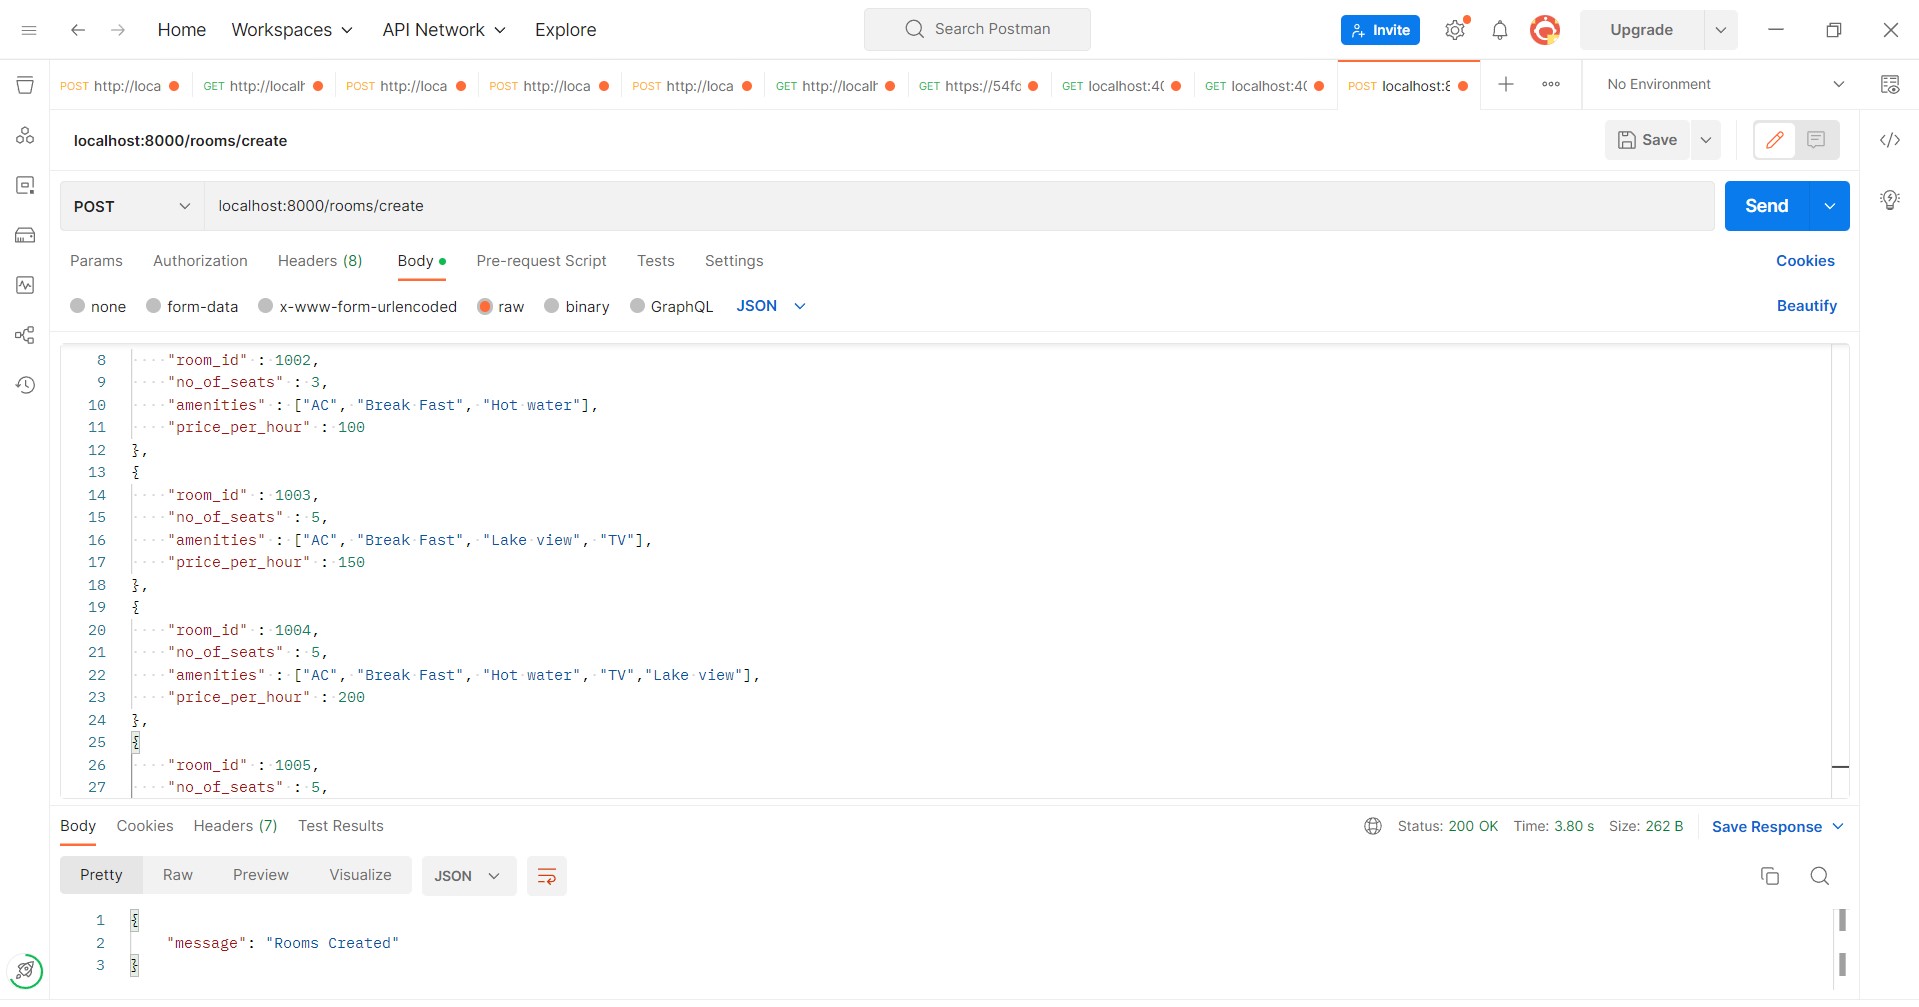 Home Workspaces API Network Explore Search Postman Invite Upgrade
POST http://loca GET http://localh POST http://loca POST http://loca POST http://loca GET http://localh GET https://54fc GET localhost:40 GET localhost:40 POST localhost:8 No Environment
localhost:8000/rooms/create Save
POST localhost:8000/rooms/create Send
Params Authorization Headers (8) Body Pre-request Script Tests Settings Cookies
none form-data x-www-form-urlencoded raw binary GraphQL JSON Beautify
8 "room_id" : 1002,
9 "no_of_seats" : 3,
10 "amenities" : ["AC", "Break Fast", "Hot water"],
11 "price_per_hour" : 100
12 },
13 {
14 "room_id" : 1003,
15 "no_of_seats" : 5,
16 "amenities" : ["AC", "Break Fast", "Lake view", "TV"],
17 "price_per_hour" : 150
18 },
19 {
20 "room_id" : 1004,
21 "no_of_seats" : 5,
22 "amenities" : ["AC", "Break Fast", "Hot water", "TV","Lake view"],
23 "price_per_hour" : 200
24 },
25 {
26 "room_id" : 1005,
27 "no_of_seats" : 5,
Body Cookies Headers (7) Test Results Status: 200 OK Time: 3.80 s Size: 262 B Save Response
Pretty Raw Preview Visualize JSON
1 {
2 "message": "Rooms Created"
3 }